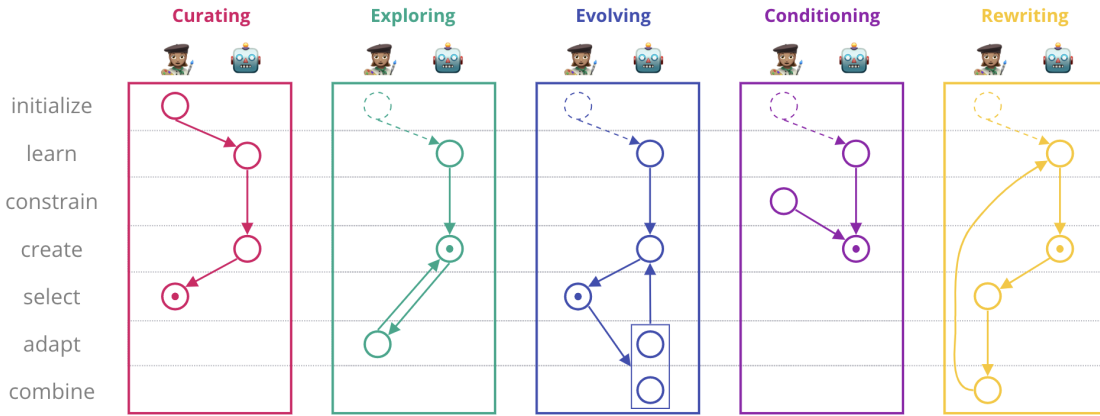 Curating Exploring Evolving Conditioning Rewriting
initialize
learn
constrain
create
select
adapt
combine